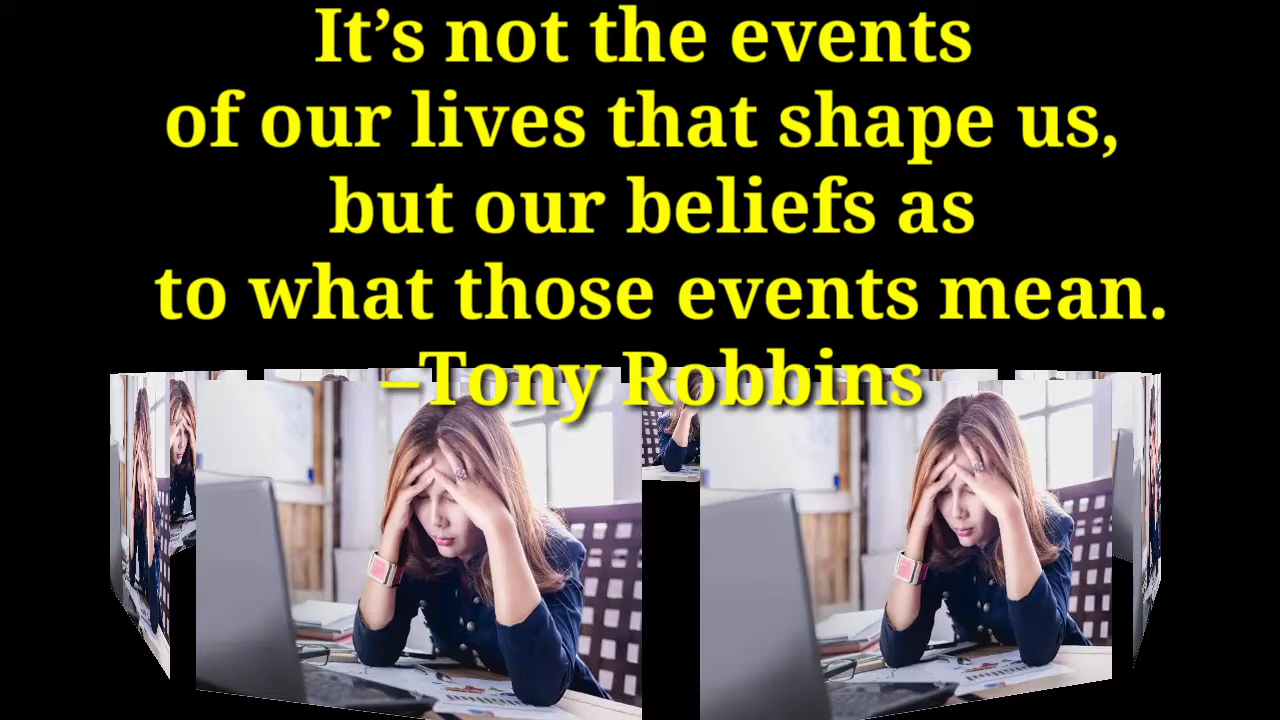 It’s not the events
of our lives that shape us,
but our beliefs as
to what those events mean.
–Tony Robbins